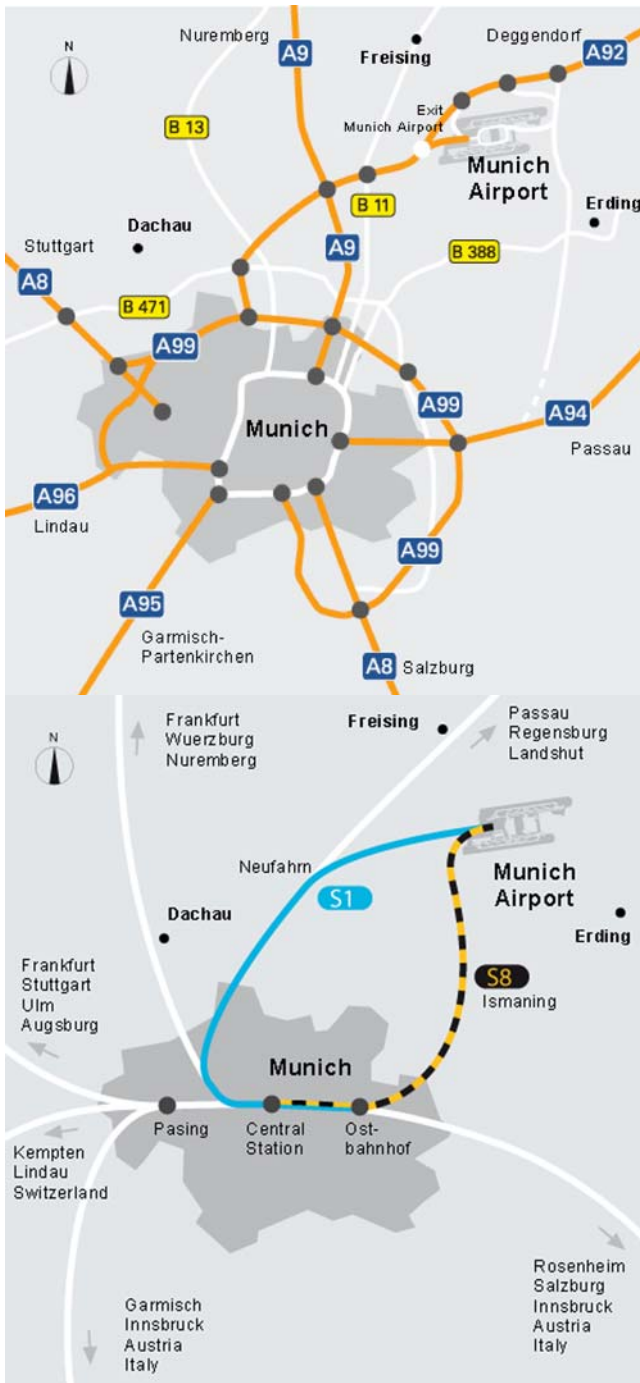 N
Nuremberg
A9
Deggendorf
A92
Freising
Exit
Munich Airport
B 13
Munich
Airport
B 11
Erding
Dachau
A9
B 388
Stuttgart
A8
B 471
A99
A99
A94
Munich
Passau
A96
Lindau
A99
A95
Garmisch-
Partenkirchen
A8
Salzburg
N
Frankfurt
Wuerzburg
Nuremberg
Freising
Passau
Regensburg
Landshut
Neufahrn
Munich
Airport
S1
Dachau
Erding
Frankfurt
Stuttgart
Ulm
Augsburg
S8
Ismaning
Munich
Pasing
Central
Station
Ost-
bahnhof
Kempten
Lindau
Switzerland
Rosenheim
Salzburg
Innsbruck
Austria
Italy
Garmisch
Innsbruck
Austria
Italy